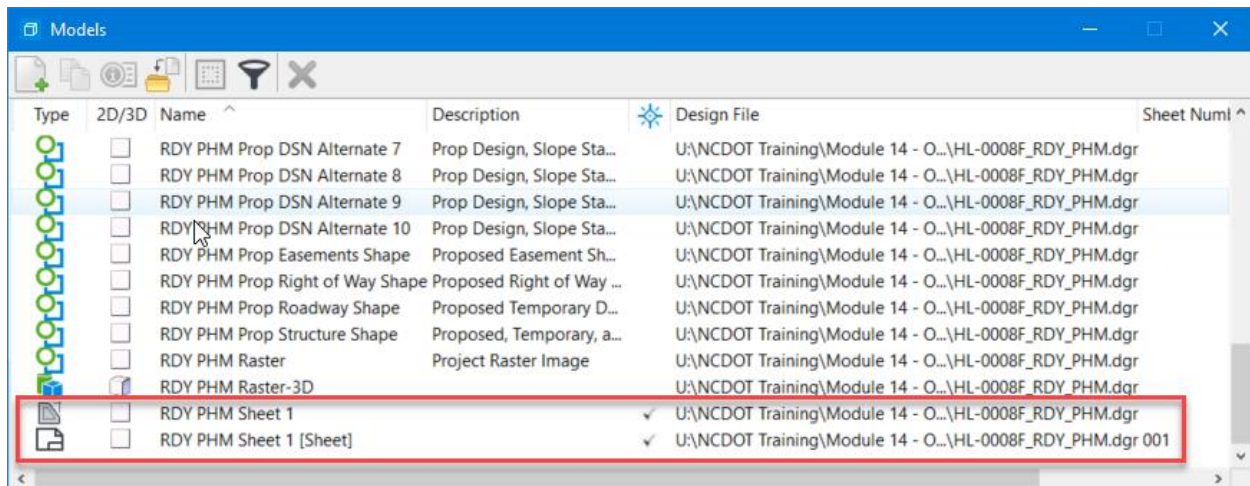 Models
Type 2D/3D Name Description Design File Sheet Numl
RDY PHM Prop DSN Alternate 7 Prop Design, Slope Sta... U:\NCDOT Training\Module 14 - O...\HL-0008F_RDY_PHM.dgr
RDY PHM Prop DSN Alternate 8 Prop Design, Slope Sta... U:\NCDOT Training\Module 14 - O...\HL-0008F_RDY_PHM.dgr
RDY PHM Prop DSN Alternate 9 Prop Design, Slope Sta... U:\NCDOT Training\Module 14 - O...\HL-0008F_RDY_PHM.dgr
RDY PHM Prop DSN Alternate 10 Prop Design, Slope Sta... U:\NCDOT Training\Module 14 - O...\HL-0008F_RDY_PHM.dgr
RDY PHM Prop Easements Shape Proposed Easement Sh... U:\NCDOT Training\Module 14 - O...\HL-0008F_RDY_PHM.dgr
RDY PHM Prop Right of Way Shape Proposed Right of Way ... U:\NCDOT Training\Module 14 - O...\HL-0008F_RDY_PHM.dgr
RDY PHM Prop Roadway Shape Proposed Temporary D... U:\NCDOT Training\Module 14 - O...\HL-0008F_RDY_PHM.dgr
RDY PHM Prop Structure Shape Proposed, Temporary, a... U:\NCDOT Training\Module 14 - O...\HL-0008F_RDY_PHM.dgr
RDY PHM Raster Project Raster Image U:\NCDOT Training\Module 14 - O...\HL-0008F_RDY_PHM.dgr
RDY PHM Raster-3D U:\NCDOT Training\Module 14 - O...\HL-0008F_RDY_PHM.dgr
RDY PHM Sheet 1 U:\NCDOT Training\Module 14 - O...\HL-0008F_RDY_PHM.dgr
RDY PHM Sheet 1 [Sheet] U:\NCDOT Training\Module 14 - O...\HL-0008F_RDY_PHM.dgr 001